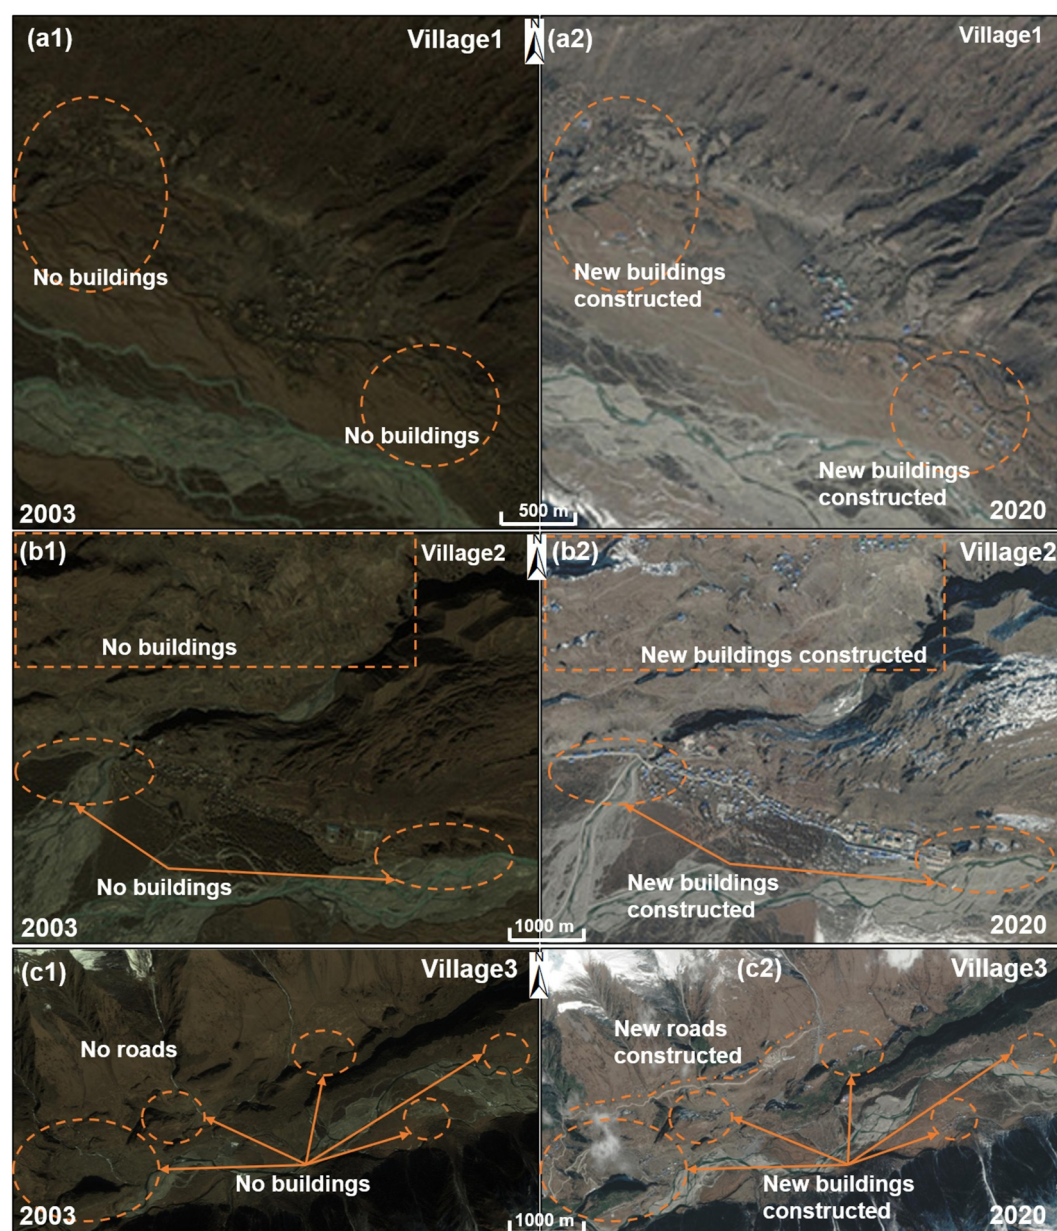 (a1)
Village1
N
(a2)
Village1
No buildings
New buildings
constructed
No buildings
New buildings
constructed
2003
500 m
2020
(b1)
Village2
N
(b2)
Village2
No buildings
New buildings constructed
No buildings
New buildings
constructed
2003
1000 m
2020
(c1)
Village3
N
(c2)
Village3
No roads
New roads
constructed
No buildings
New buildings
constructed
2003
1000 m
2020